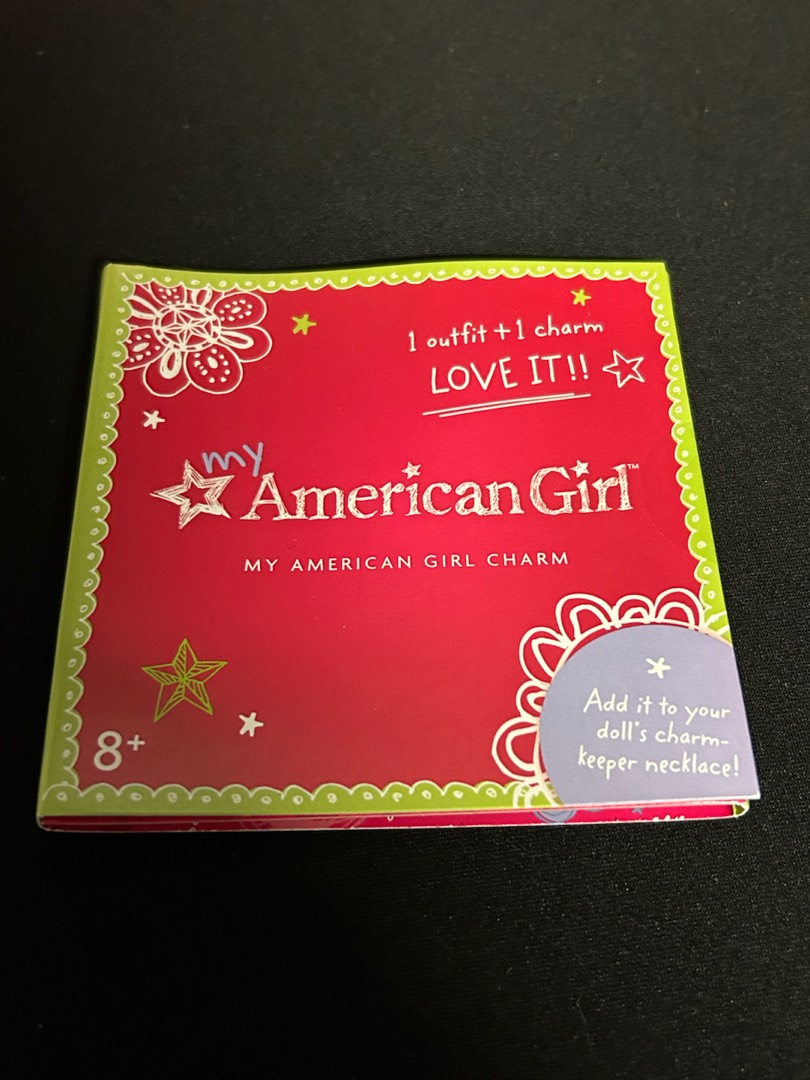 1 outfit + 1 charm
LOVE IT!!
my
American Girl™
MY AMERICAN GIRL CHARM
8+
Add it to your
doll's charm-
keeper necklace!